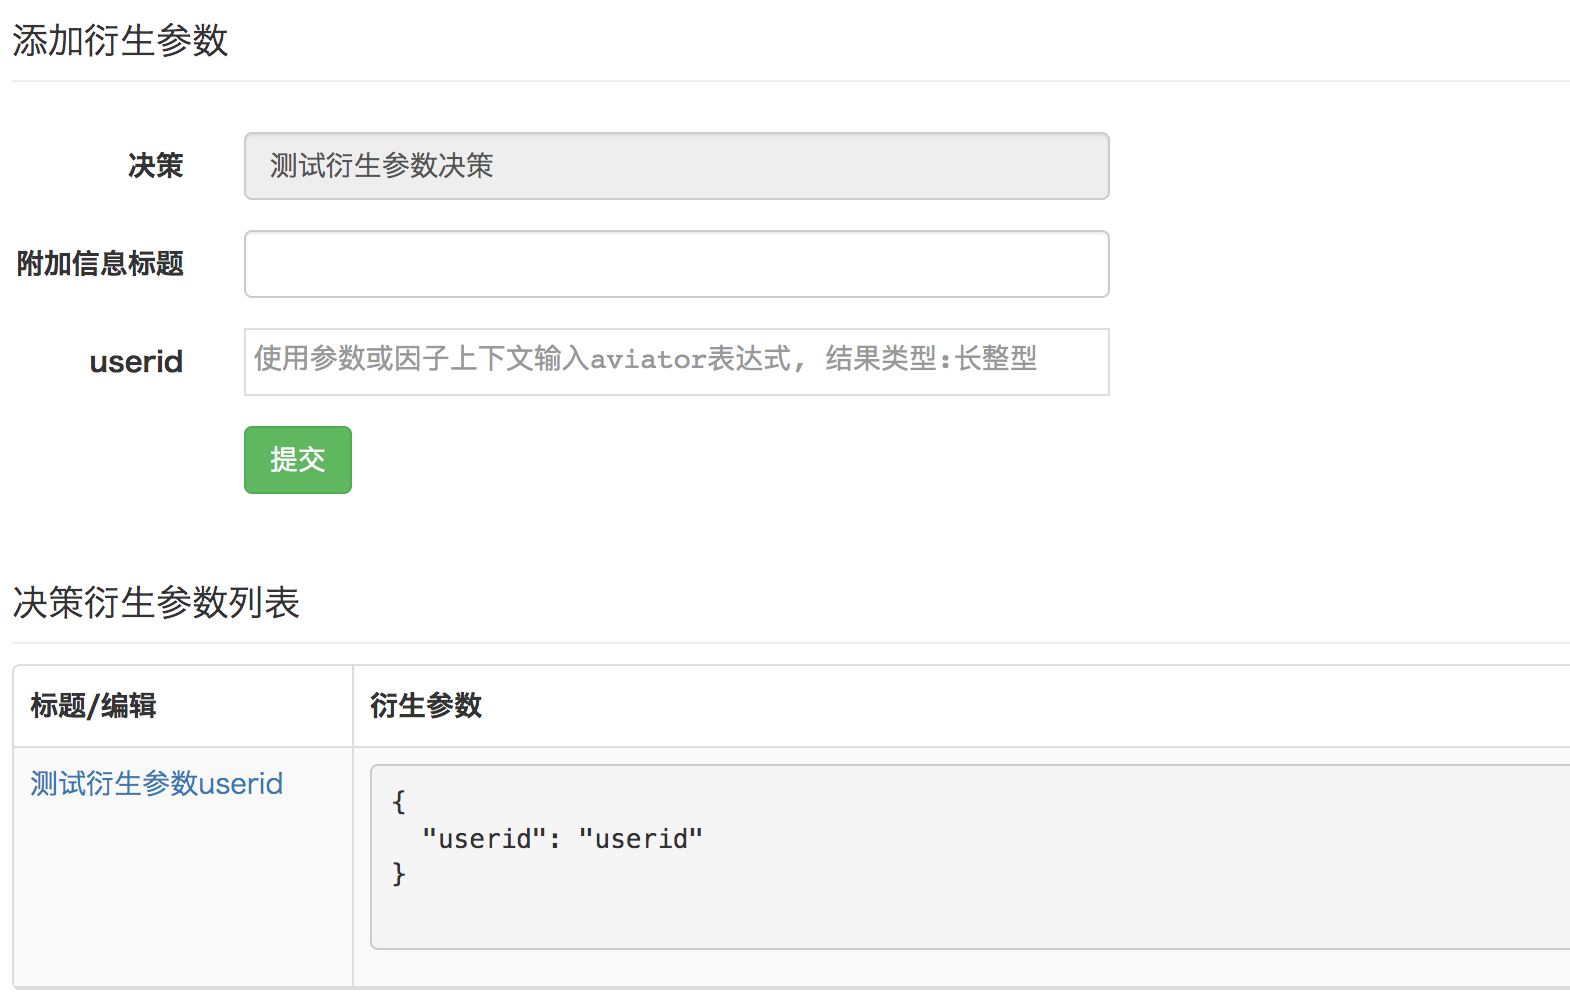 添加衍生参数
决策
测试衍生参数决策
附加信息标题
userid
使用参数或因子上下文输入aviator表达式, 结果类型:长整型
提交
决策衍生参数列表
标题/编辑
衍生参数
测试衍生参数userid
{
"userid": "userid"
}